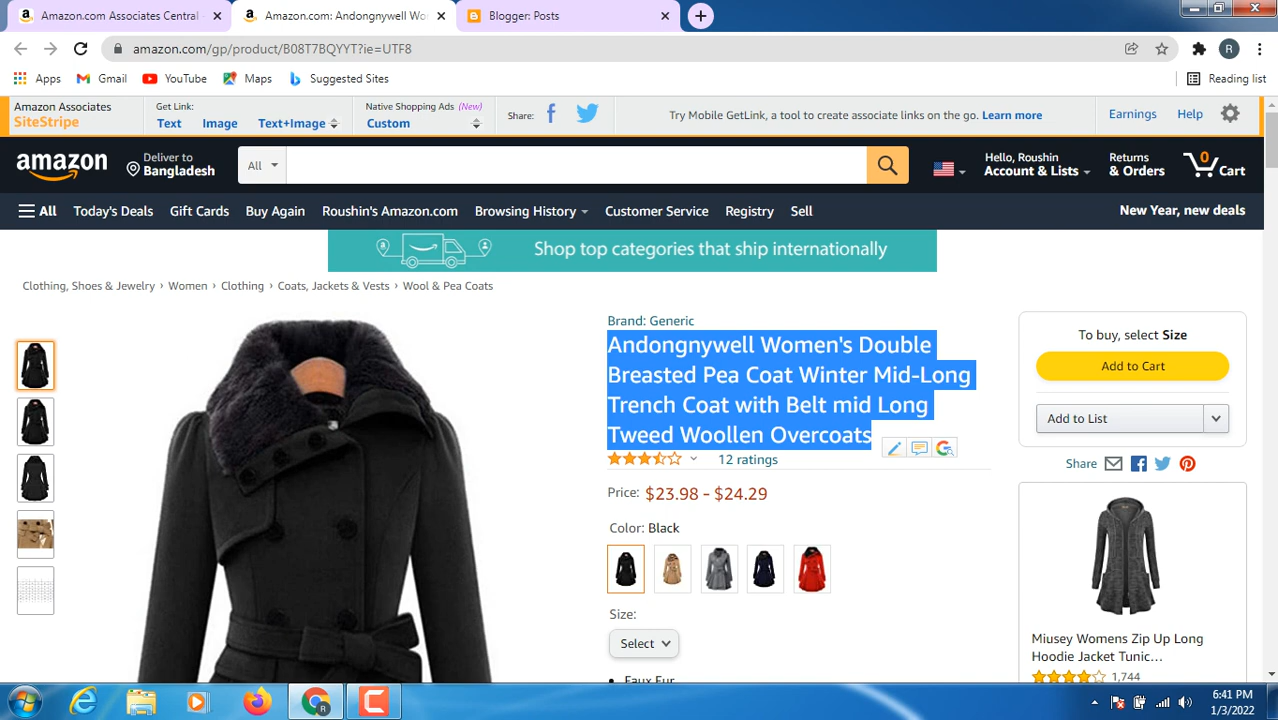 Amazon.com Associates Central -
Amazon.com: Andongnywell Wo
Blogger: Posts
amazon.com/gp/product/B08T7BQYYT?ie=UTF8
R
Apps
Gmail
YouTube
Maps
Suggested Sites
Reading list
Amazon Associates
SiteStripe
Get Link:
Text
Image
Text+Image
Native Shopping Ads (New)
Custom
Share:
Try Mobile GetLink, a tool to create associate links on the go. Learn more
Earnings
Help
amazon
Deliver to
Bangladesh
All
Hello, Roushin
Account & Lists
Returns
& Orders
0
Cart
All
Today's Deals
Gift Cards
Buy Again
Roushin's Amazon.com
Browsing History
Customer Service
Registry
Sell
New Year, new deals
Shop top categories that ship internationally
Clothing, Shoes & Jewelry › Women › Clothing › Coats, Jackets & Vests › Wool & Pea Coats
Brand: Generic
Andongnywell Women's Double
Breasted Pea Coat Winter Mid-Long
Trench Coat with Belt mid Long
Tweed Woollen Overcoats
12 ratings
Price: $23.98 - $24.29
Color: Black
Size:
Select
Faux Fur
To buy, select Size
Add to Cart
Add to List
Share
Miusey Womens Zip Up Long
Hoodie Jacket Tunic…
1,744
6:41 PM
1/3/2022